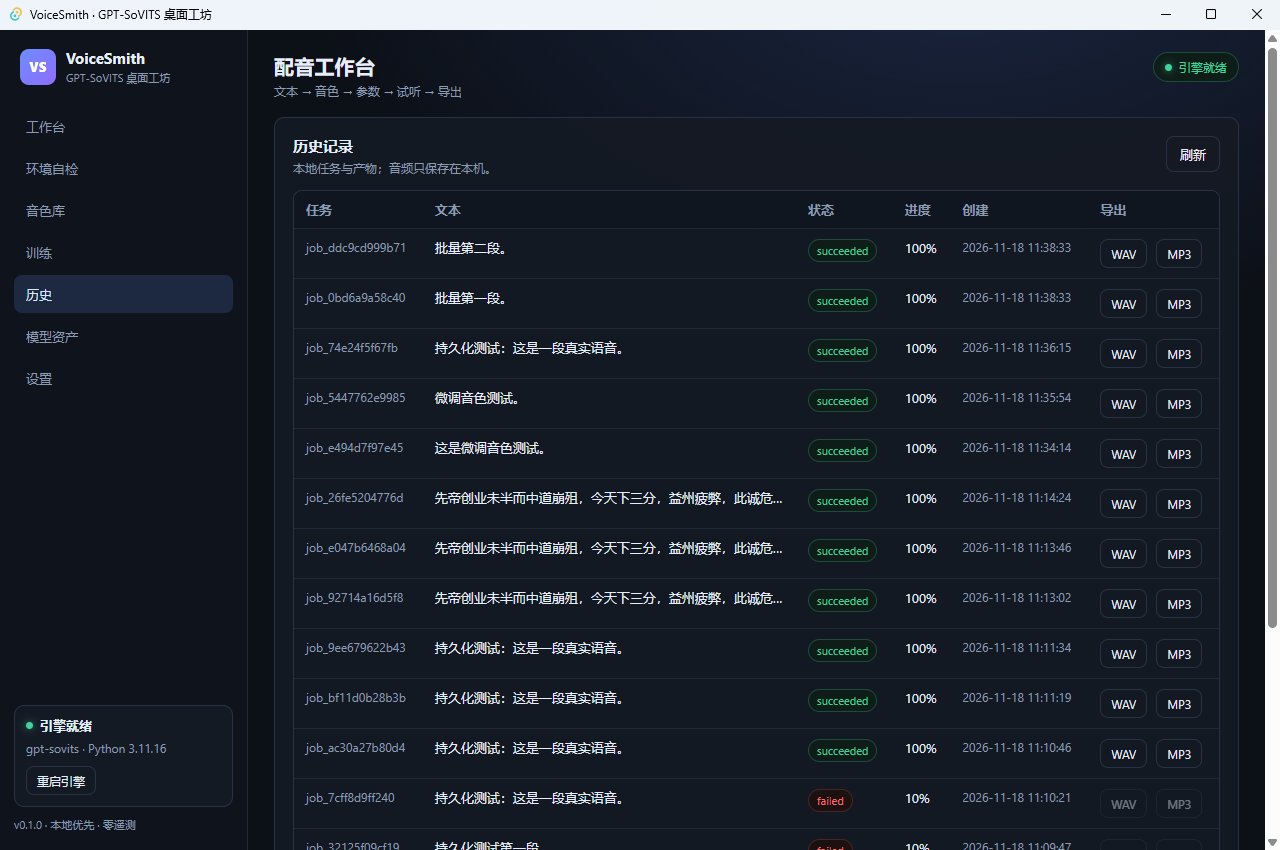 VoiceSmith · GPT-SoVITS 桌面工坊
VS
VoiceSmith
GPT-SoVITS 桌面工坊
工作台
环境自检
音色库
训练
历史
模型资产
设置
引擎就绪
gpt-sovits · Python 3.11.16
重启引擎
v0.1.0 · 本地优先 · 零遥测
配音工作台
文本 → 音色 → 参数 → 试听 → 导出
引擎就绪
历史记录
本地任务与产物；音频只保存在本机。
刷新
任务 文本 状态 进度 创建 导出
job_ddc9cd999b71 批量第二段。 succeeded 100% 2026-11-18 11:38:33 WAV MP3
job_0bd6a9a58c40 批量第一段。 succeeded 100% 2026-11-18 11:38:33 WAV MP3
job_74e24f5f67fb 持久化测试：这是一段真实语音。 succeeded 100% 2026-11-18 11:36:15 WAV MP3
job_5447762e9985 微调音色测试。 succeeded 100% 2026-11-18 11:35:54 WAV MP3
job_e494d7f97e45 这是微调音色测试。 succeeded 100% 2026-11-18 11:34:14 WAV MP3
job_26fe5204776d 先帝创业未半而中道崩殂，今天下三分，益州疲弊，此诚危... succeeded 100% 2026-11-18 11:14:24 WAV MP3
job_e047b6468a04 先帝创业未半而中道崩殂，今天下三分，益州疲弊，此诚危... succeeded 100% 2026-11-18 11:13:46 WAV MP3
job_92714a16d5f8 先帝创业未半而中道崩殂，今天下三分，益州疲弊，此诚危... succeeded 100% 2026-11-18 11:13:02 WAV MP3
job_9ee679622b43 持久化测试：这是一段真实语音。 succeeded 100% 2026-11-18 11:11:34 WAV MP3
job_bf11d0b28b3b 持久化测试：这是一段真实语音。 succeeded 100% 2026-11-18 11:11:19 WAV MP3
job_ac30a27b80d4 持久化测试：这是一段真实语音。 succeeded 100% 2026-11-18 11:10:46 WAV MP3
job_7cff8d9ff240 持久化测试：这是一段真实语音。 failed 10% 2026-11-18 11:10:21 WAV MP3
job_32125f09cf19 持久化测试第一段 failed 10% 2026-11-18 11:09:47